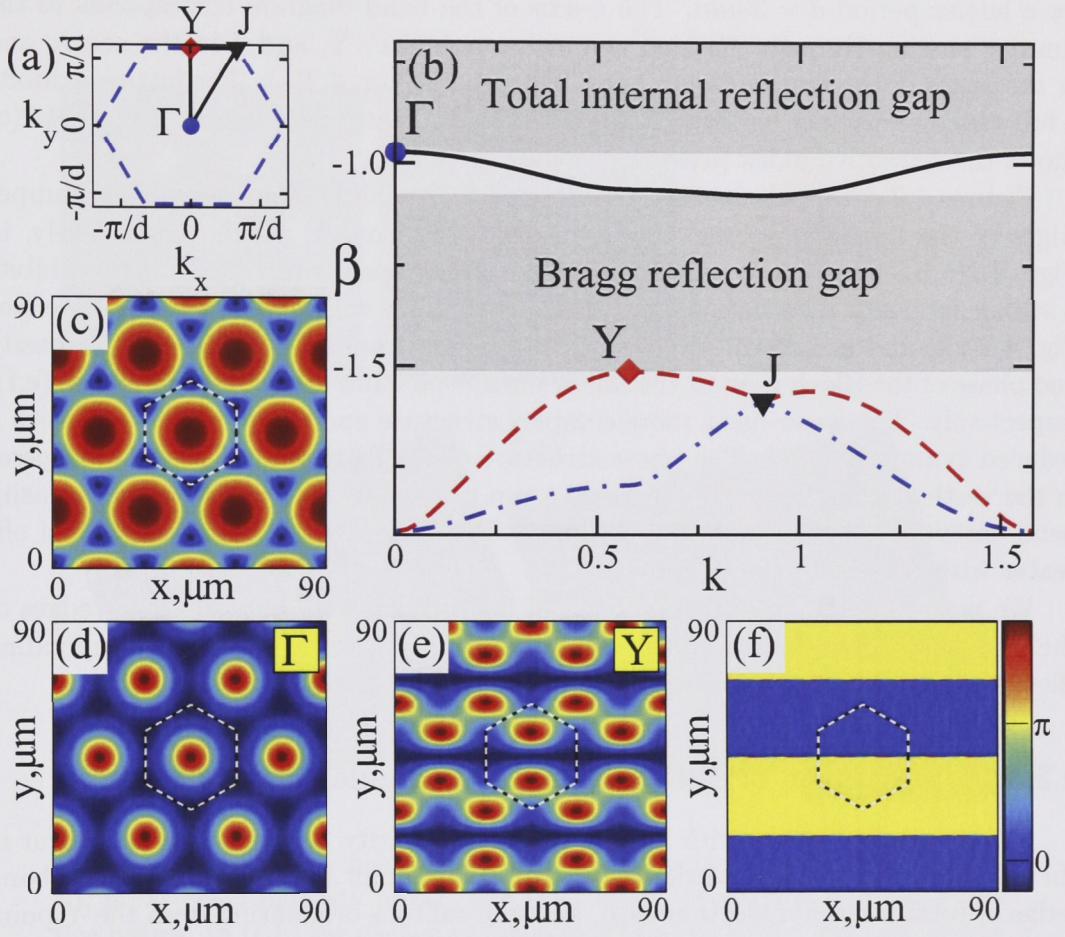 (a)
Y
J
π/d
k_y
0
Γ
-π/d
-π/d
0
π/d
k_x
(b)
Γ
Total internal reflection gap
-1.0
β
Bragg reflection gap
Y
-1.5
J
0
0.5
1
1.5
k
(c)
90
y,μm
0
0
x,μm
90
(d)
Γ
90
y,μm
0
0
x,μm
90
(e)
Y
90
y,μm
0
0
x,μm
90
(f)
90
y,μm
0
0
x,μm
90
π
0